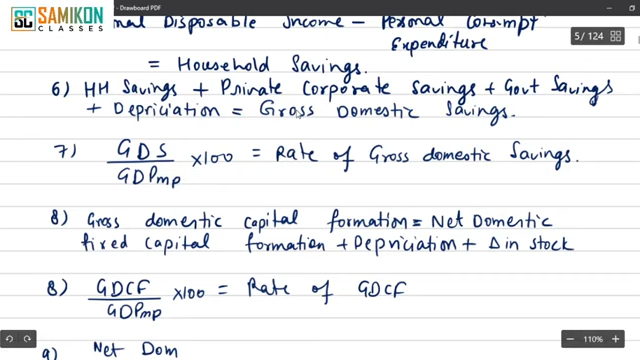 SC SAMIKON CLASSES
- Drawboard PDF
5 / 124
Disposable Income - Personal Consumpt
Expenditure
= Household Savings.
6) HH Savings + Private Corporate Savings + Govt Savings
+ Depriciation = Gross Domestic Savings.
7) GDS / GDPmp ×100 = Rate of Gross domestic Savings.
8) Gross domestic capital formation = Net Domestic
fixed capital formation + Depriciation + Δ in stock
8) GDCF / GDPmp ×100 = Rate of GDCF
9) Net Dom
110%